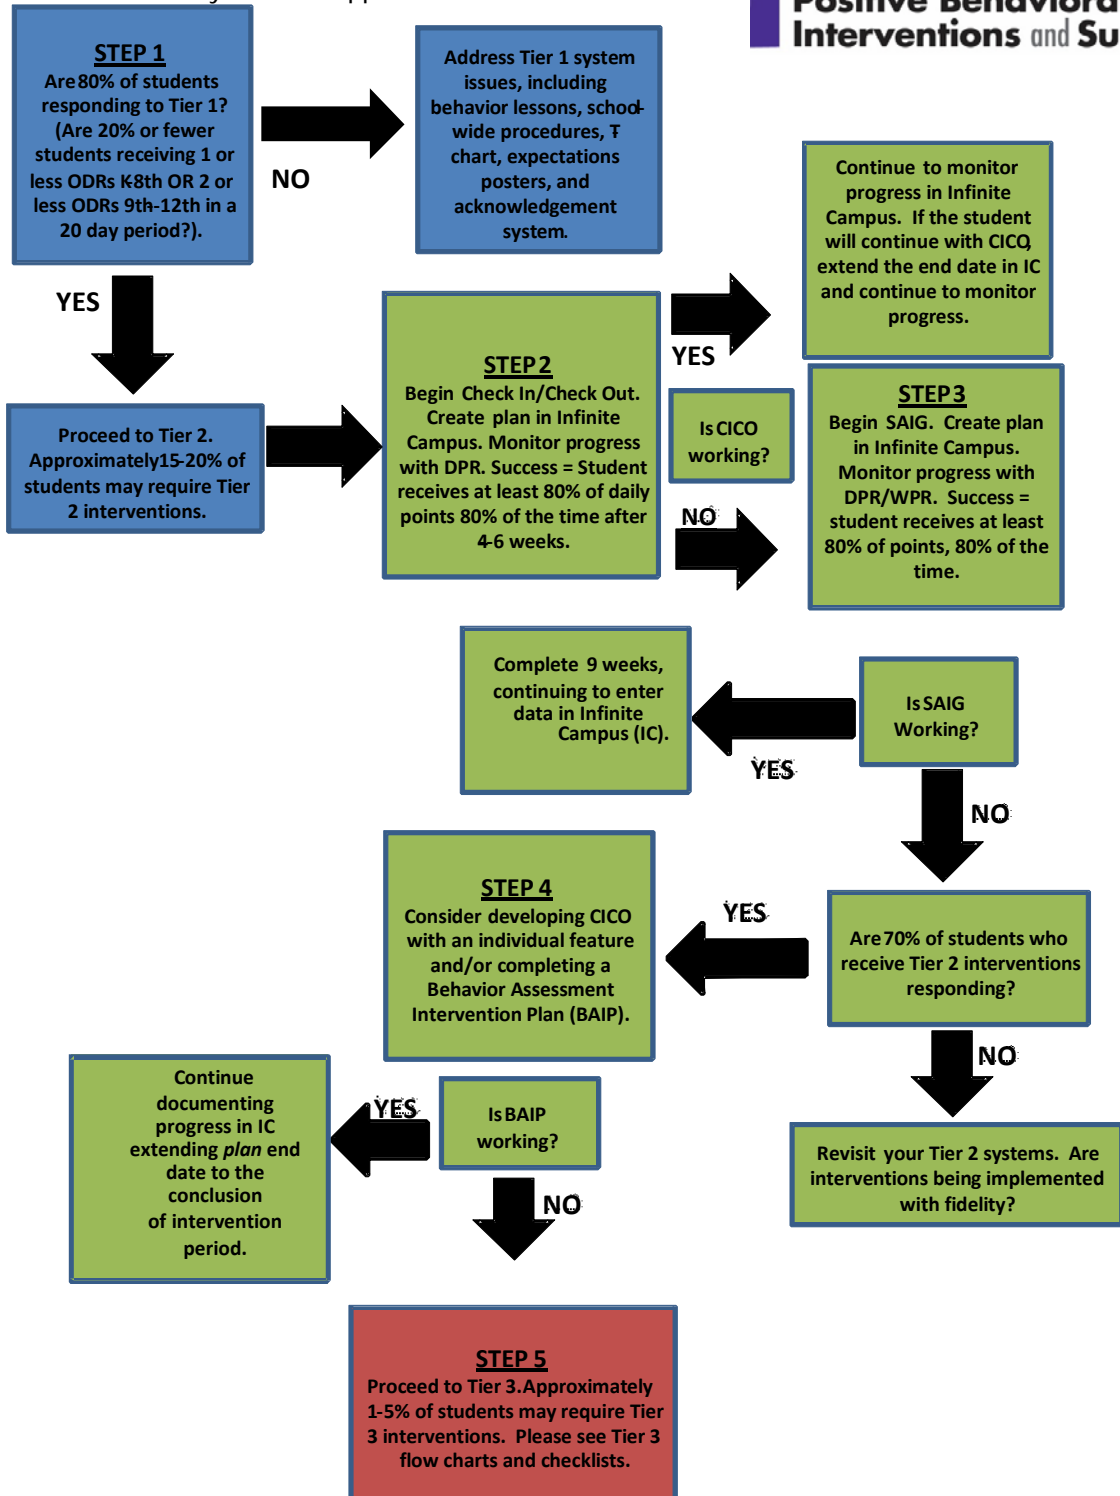 Positive Behavioral
Interventions and Su
STEP 1
Are 80% of students
responding to Tier 1?
(Are 20% or fewer
students receiving 1 or
less ODRs K-8th OR 2 or
less ODRs 9th-12th in a
20 day period?).
NO
Address Tier 1 system
issues, including
behavior lessons, school-
wide procedures, T-
chart, expectations
posters, and
acknowledgement
system.
YES
Proceed to Tier 2.
Approximately 15-20% of
students may require Tier
2 interventions.
STEP 2
Begin Check In/Check Out.
Create plan in Infinite
Campus. Monitor progress
with DPR. Success = Student
receives at least 80% of daily
points 80% of the time after
4-6 weeks.
YES
Continue to monitor
progress in Infinite
Campus. If the student
will continue with CICO,
extend the end date in IC
and continue to monitor
progress.
Is CICO
working?
NO
STEP 3
Begin SAIG. Create plan
in Infinite Campus.
Monitor progress with
DPR/WPR. Success =
student receives at least
80% of points, 80% of the
time.
Complete 9 weeks,
continuing to enter
data in Infinite
Campus (IC).
YES
Is SAIG
Working?
NO
STEP 4
Consider developing CICO
with an individual feature
and/or completing a
Behavior Assessment
Intervention Plan (BAIP).
YES
Are 70% of students who
receive Tier 2 interventions
responding?
NO
Continue
documenting
progress in IC
extending plan end
date to the
conclusion
of intervention
period.
YES
Is BAIP
working?
NO
Revisit your Tier 2 systems. Are
interventions being implemented
with fidelity?
STEP 5
Proceed to Tier 3. Approximately
1-5% of students may require Tier
3 interventions. Please see Tier 3
flow charts and checklists.